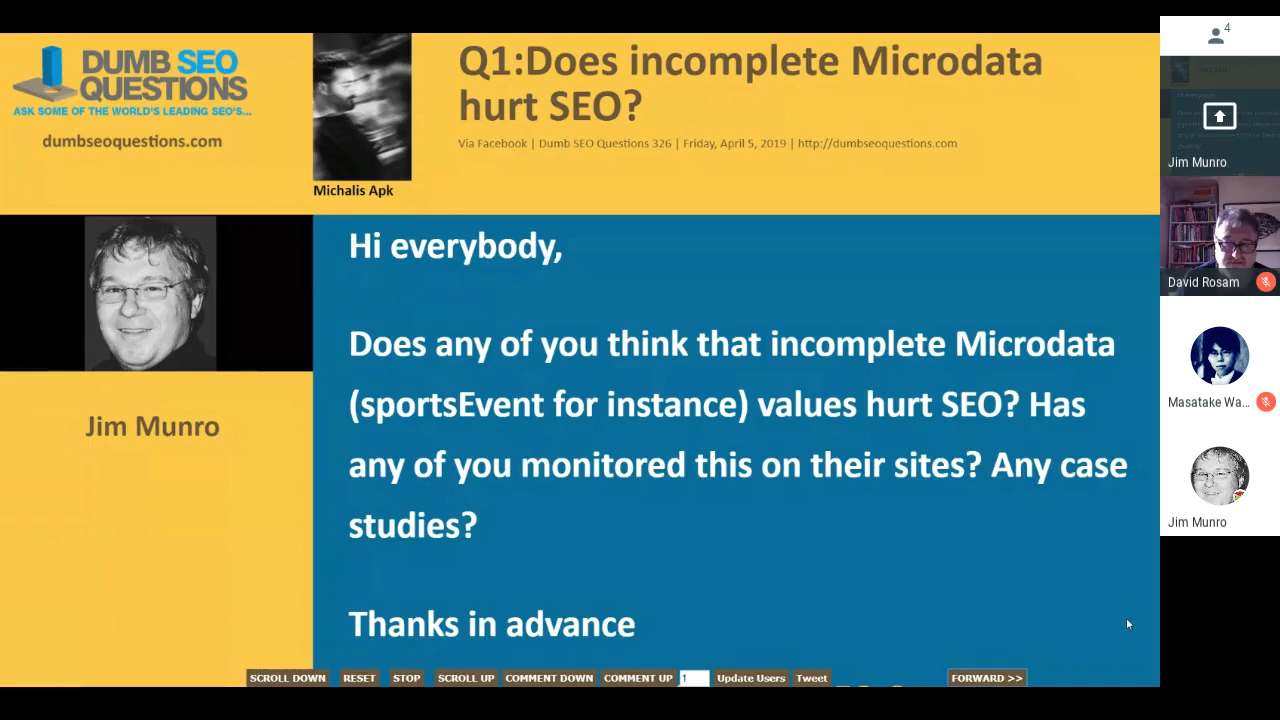 DUMB SEO
QUESTIONS
ASK SOME OF THE WORLD'S LEADING SEO'S...
dumbseoquestions.com
Michalis Apk
Q1:Does incomplete Microdata
hurt SEO?
Via Facebook | Dumb SEO Questions 326 | Friday, April 5, 2019 | http://dumbseoquestions.com
Jim Munro
Hi everybody,
Does any of you think that incomplete Microdata
(sportsEvent for instance) values hurt SEO? Has
any of you monitored this on their sites? Any case
studies?
Thanks in advance
SCROLL DOWN RESET STOP SCROLL UP COMMENT DOWN COMMENT UP 1 Update Users Tweet FORWARD >>
4
Jim Munro
David Rosam
Masatake Wa...
Jim Munro